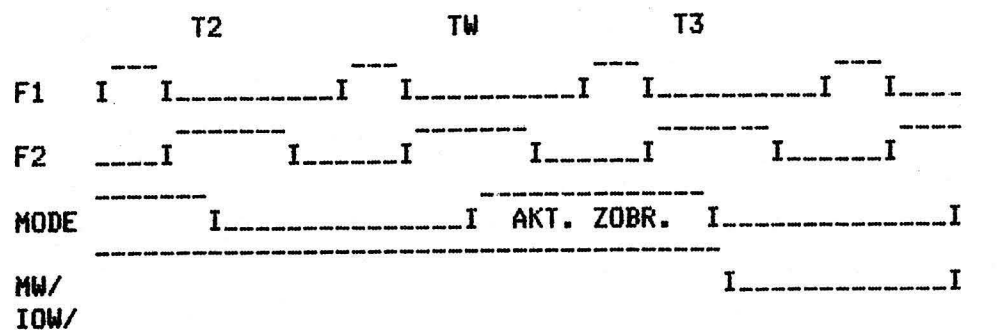 T2 TW T3
F1
F2
MODE AKT. ZOBR.
MW/
IOW/